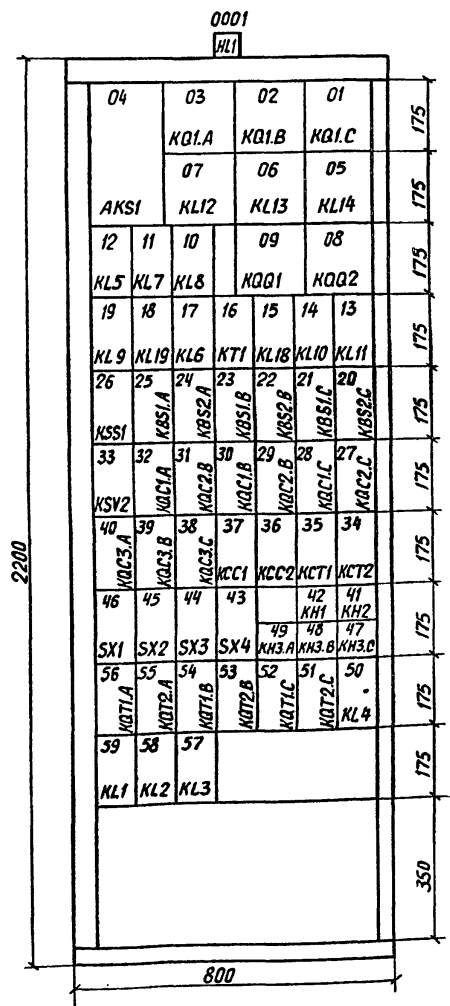 0001
HL1
04 03 02 01
KQ1.A KQ1.B KQ1.C
175
07 06 05
AKS1 KL12 KL13 KL14
175
12 11 10 09 08
KL5 KL7 KL8 KQQ1 KQQ2
175
19 18 17 16 15 14 13
KL9 KL19 KL6 KT1 KL18 KL10 KL11
175
26 25 24 23 22 21 20
KSS1 KBS1.A KBS2.A KBS1.B KBS2.B KBS1.C KBS2.C
175
33 32 31 30 29 28 27
KSV2 KQC1.A KQC2.B KQC1.B KQC2.B KQC1.C KQC2.C
175
40 39 38 37 36 35 34
KQC3.A KQC3.B KQC3.C KCC1 KCC2 KCT1 KCT2
175
2200
46 45 44 43 42 41
KH1 KH2
49 48 47
SX1 SX2 SX3 SX4 KH3.A KH3.B KH3.C
175
56 55 54 53 52 51 50
KQT1.A KQT2.A KQT1.B KQT2.B KQT1.C KQT2.C KL4
175
59 58 57
KL1 KL2 KL3
175
350
800